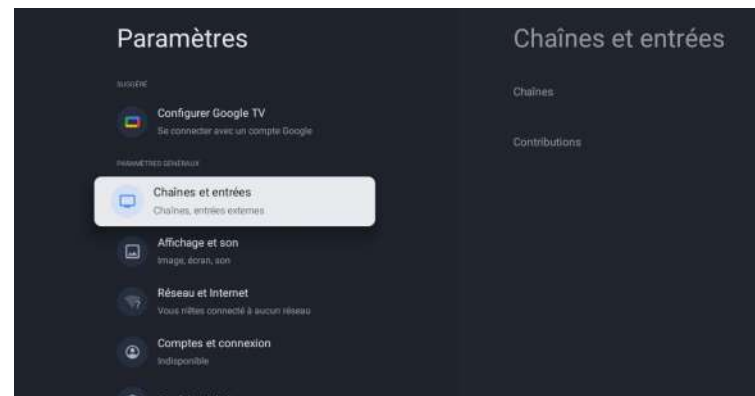 Paramètres
SUGGÉRÉ
Configurer Google TV
Se connecter avec un compte Google
PARAMÈTRES GÉNÉRAUX
Chaînes et entrées
Chaînes, entrées externes
Affichage et son
Image, écran, son
Réseau et Internet
Vous n'êtes connecté à aucun réseau
Comptes et connexion
Indisponible
Chaînes et entrées
Chaînes
Contributions